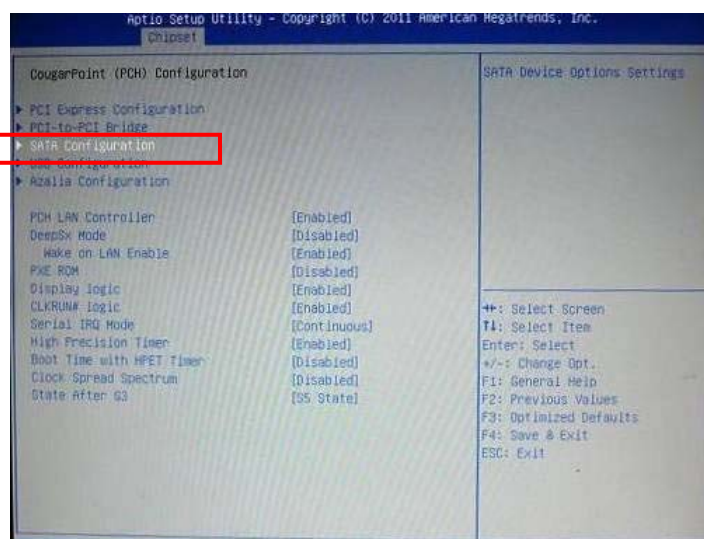 Aptio Setup Utility - Copyright (C) 2011 American Megatrends, Inc.
Chipset
CougarPoint (PCH) Configuration
PCI Express Configuration
PCI-to-PCI Bridge
SATA Configuration
USB Configuration
Azalia Configuration
PCH LAN Controller [Enabled]
DeepSx Mode [Disabled]
Wake on LAN Enable [Enabled]
PXE ROM [Disabled]
Display logic [Enabled]
CLKRUN# logic [Enabled]
Serial IRQ Mode [Continuous]
High Precision Timer [Enabled]
Boot Time with HPET Timer [Disabled]
Clock Spread Spectrum [Disabled]
State After G3 [S5 State]
SATA Device Options Settings
→←: Select Screen
↑↓: Select Item
Enter: Select
+/-: Change Opt.
F1: General Help
F2: Previous Values
F3: Optimized Defaults
F4: Save & Exit
ESC: Exit